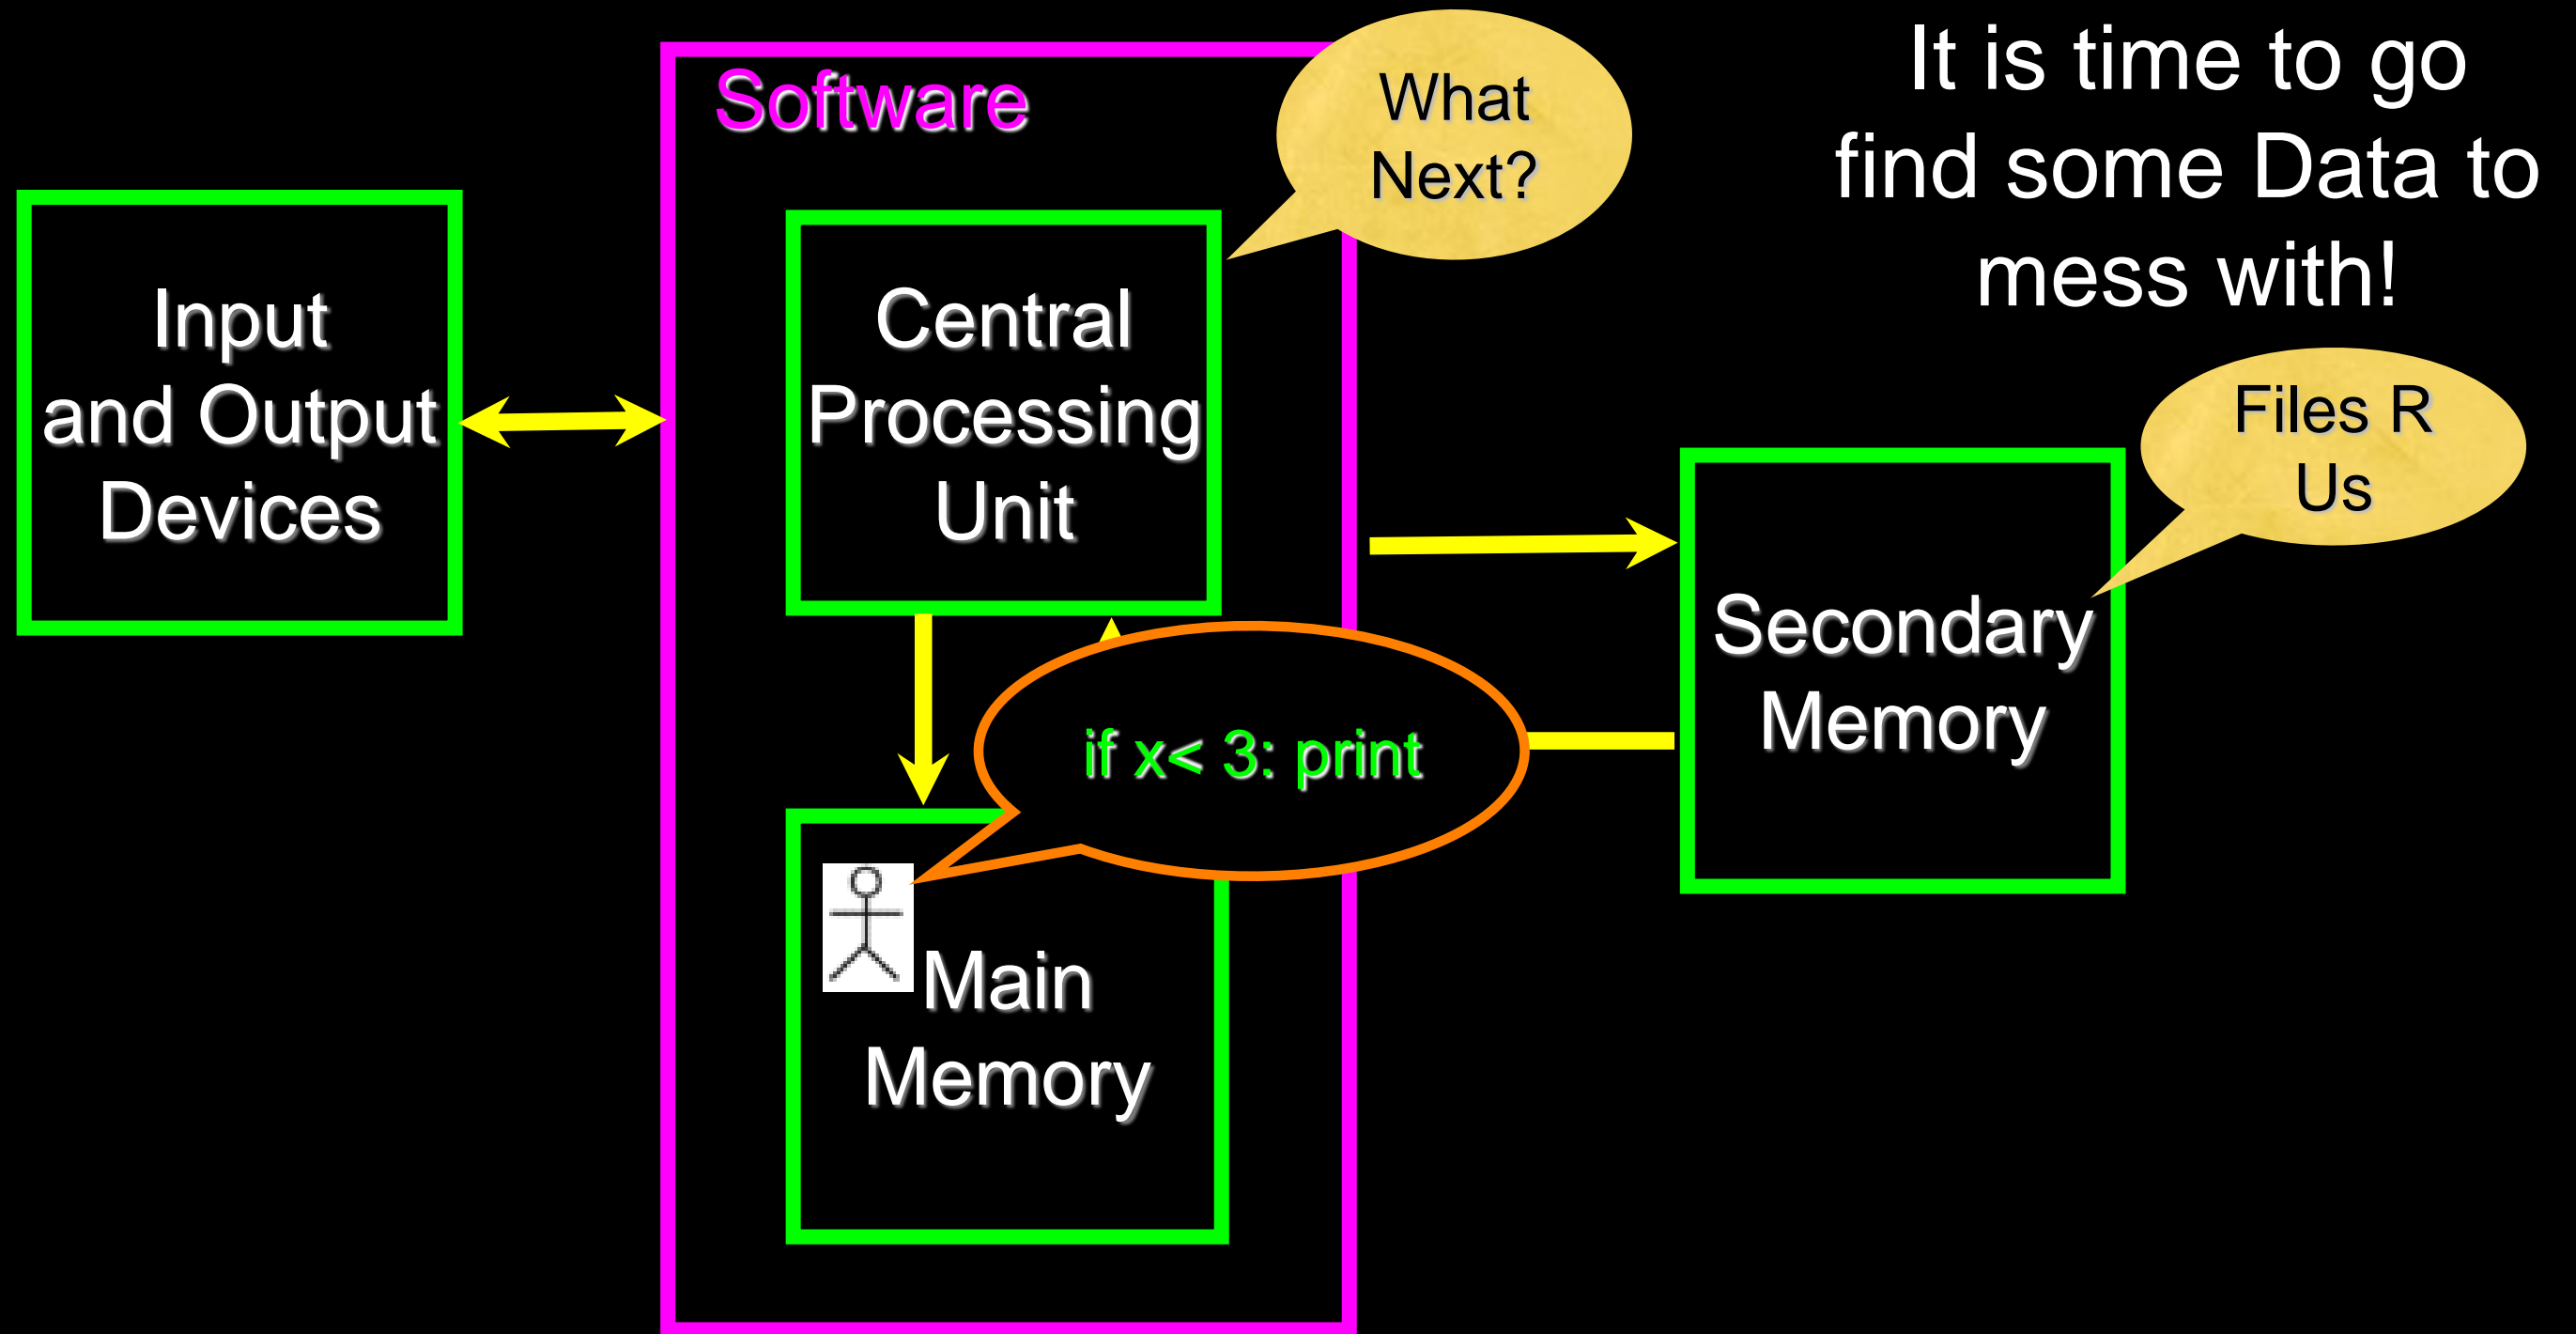 Software
What
Next?
It is time to go
find some Data to
mess with!
Input
and Output
Devices
Central
Processing
Unit
Files R
Us
Secondary
Memory
if x< 3: print
Main
Memory